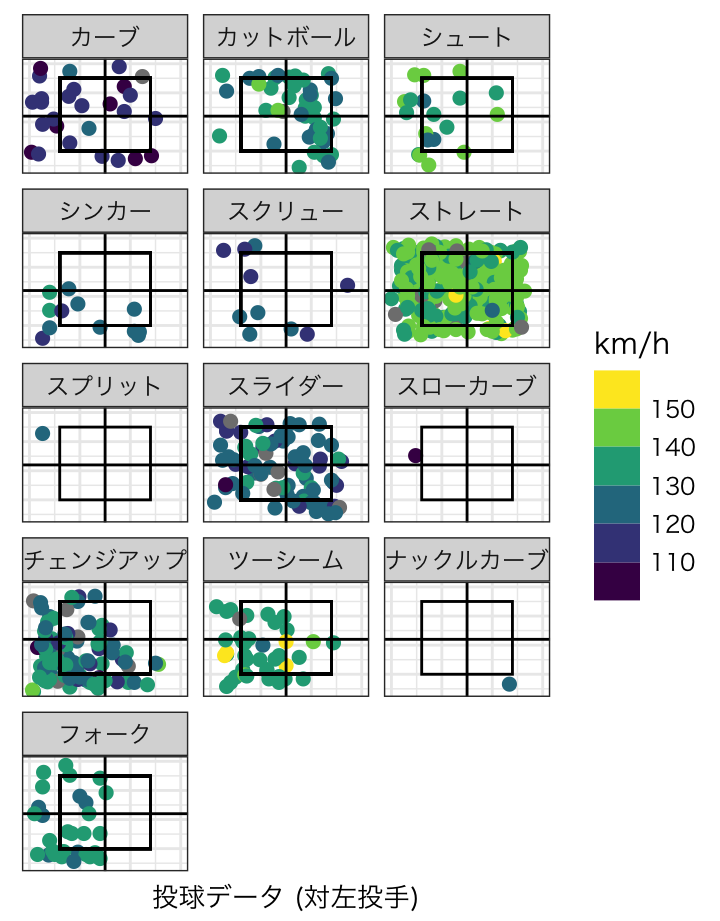 カーブ
カットボール
シュート
シンカー
スクリュー
ストレート
スプリット
スライダー
スローカーブ
チェンジアップ
ツーシーム
ナックルカーブ
フォーク
km/h
150
140
130
120
110
投球データ (対左投手)